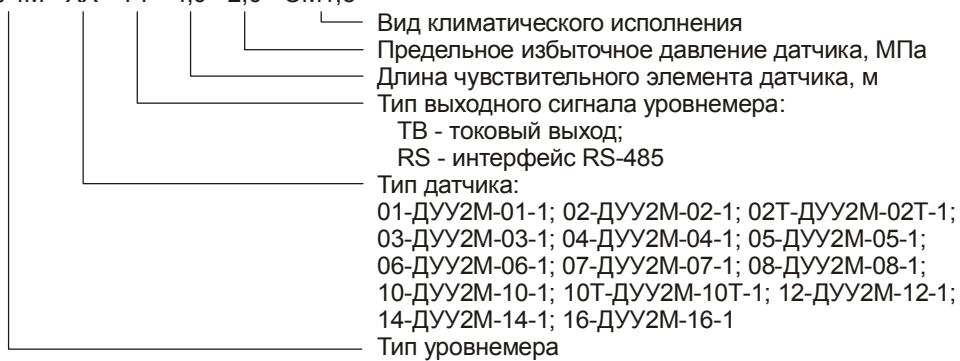 Вид климатического исполнения
Предельное избыточное давление датчика, МПа
Длина чувствительного элемента датчика, м
Тип выходного сигнала уровнемера:
ТВ - токовый выход;
RS - интерфейс RS-485
Тип датчика:
01-ДУУ2М-01-1; 02-ДУУ2М-02-1; 02Т-ДУУ2М-02Т-1;
03-ДУУ2М-03-1; 04-ДУУ2М-04-1; 05-ДУУ2М-05-1;
06-ДУУ2М-06-1; 07-ДУУ2М-07-1; 08-ДУУ2М-08-1;
10-ДУУ2М-10-1; 10Т-ДУУ2М-10Т-1; 12-ДУУ2М-12-1;
14-ДУУ2М-14-1; 16-ДУУ2М-16-1
Тип уровнемера